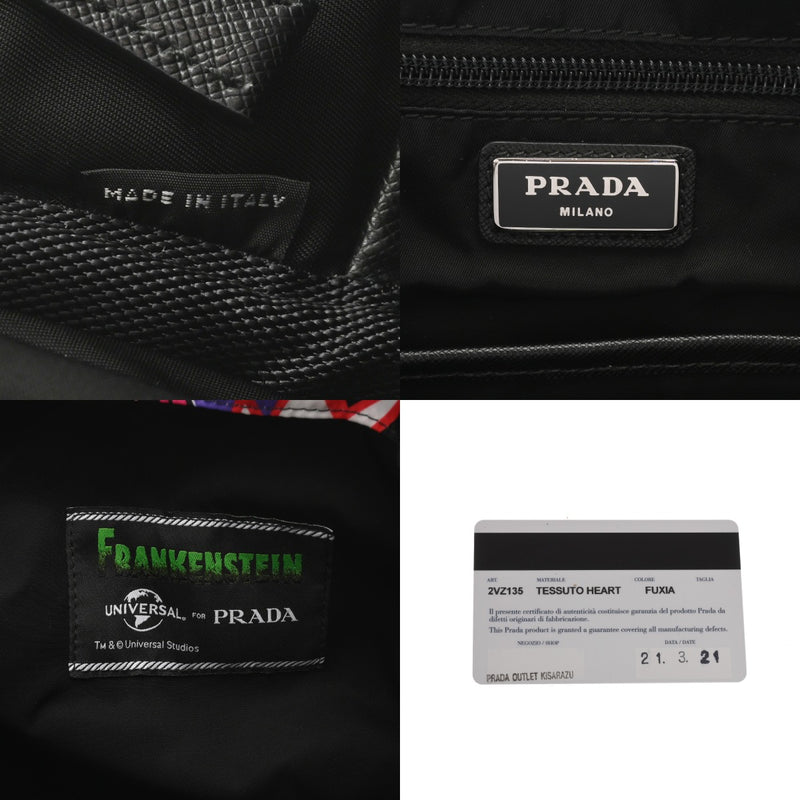 MADE IN ITALY
PRADA
MILANO
FRANKENSTEIN
UNIVERSAL FOR PRADA
TM & © Universal Studios
ART MATERIALE COLORE TAGLIA
2VZ135 TESSUTO HEART FUXIA
Il presente certificato di autenticità costituisce garanzia del prodotto Prada da
difetti originari di fabbricazione.
This Prada product is granted a guarantee covering all manufacturing defects.
NEGOZIO / SHOP DATA / DATE
21. 3. 21
PRADA OUTLET KISARAZU